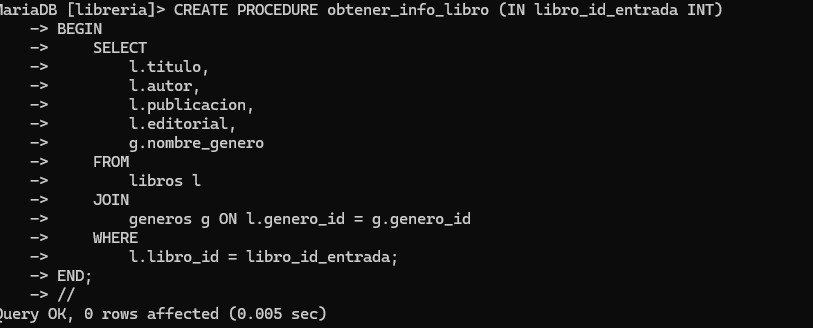 MariaDB [libreria]> CREATE PROCEDURE obtener_info_libro (IN libro_id_entrada INT)
    -> BEGIN
    ->     SELECT
    ->         l.titulo,
    ->         l.autor,
    ->         l.publicacion,
    ->         l.editorial,
    ->         g.nombre_genero
    ->     FROM
    ->         libros l
    ->     JOIN
    ->         generos g ON l.genero_id = g.genero_id
    ->     WHERE
    ->         l.libro_id = libro_id_entrada;
    -> END;
    -> //
Query OK, 0 rows affected (0.005 sec)